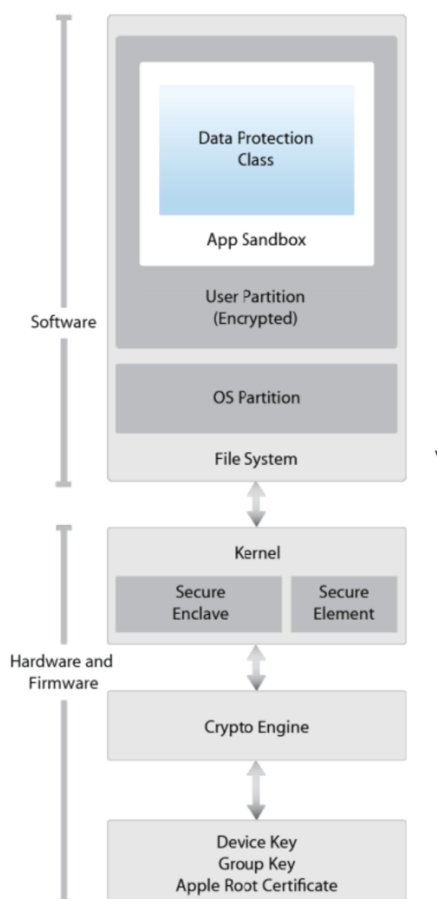 Data Protection
Class
App Sandbox
User Partition
(Encrypted)
Software
OS Partition
File System
Kernel
Secure
Enclave
Secure
Element
Hardware and
Firmware
Crypto Engine
Device Key
Group Key
Apple Root Certificate